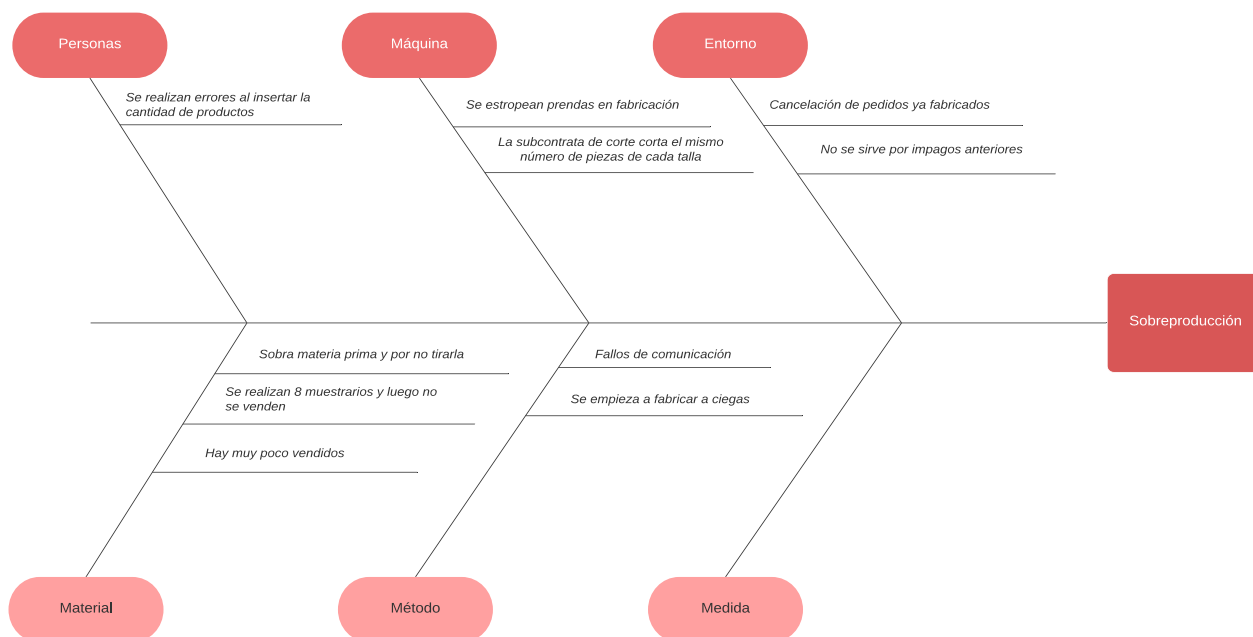 Personas
Máquina
Entorno
Se realizan errores al insertar la
cantidad de productos
Se estropean prendas en fabricación
Cancelación de pedidos ya fabricados
La subcontrata de corte corta el mismo
número de piezas de cada talla
No se sirve por impagos anteriores
Sobreproducción
Sobra materia prima y por no tirarla
Fallos de comunicación
Se realizan 8 muestrarios y luego no
se venden
Se empieza a fabricar a ciegas
Hay muy poco vendidos
Material
Método
Medida